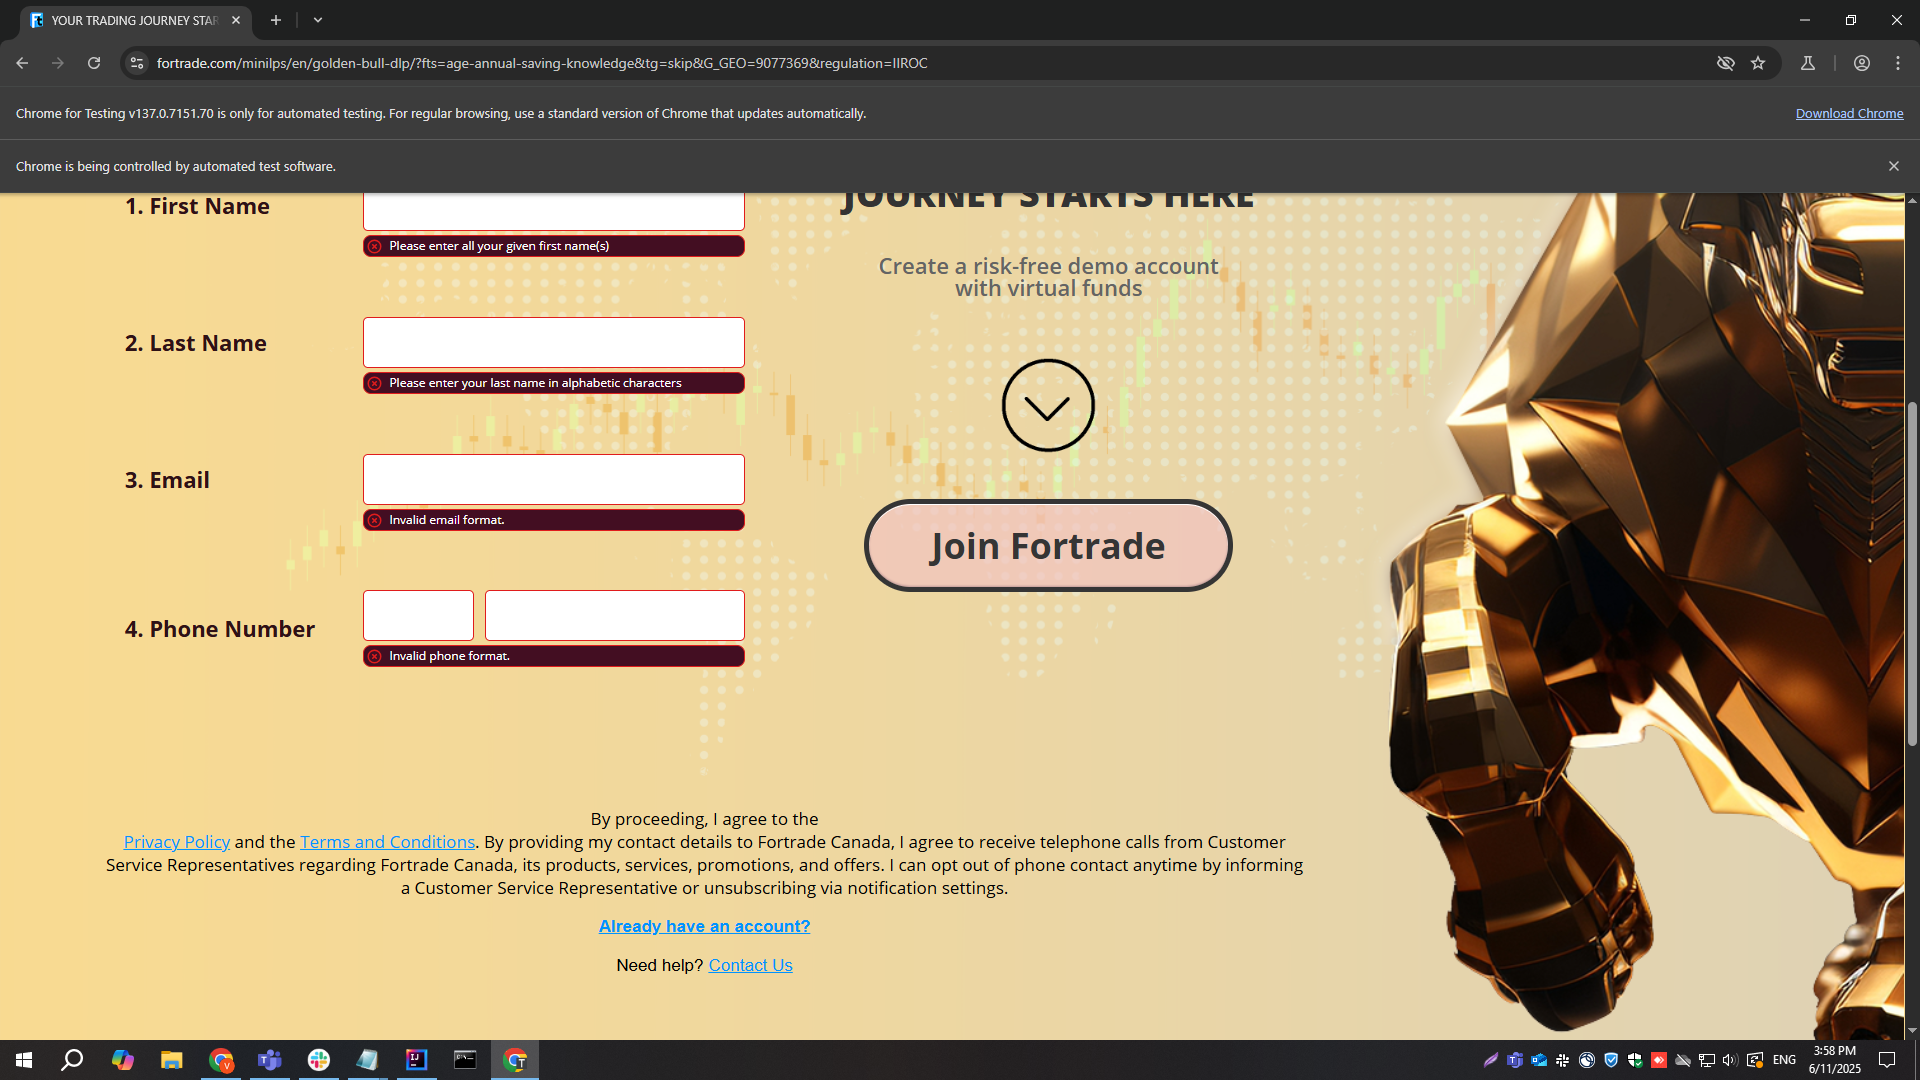 YOUR TRADING JOURNEY STAR
fortrade.com/minilps/en/golden-bull-dlp/?fts=age-annual-saving-knowledge&tg=skip&G_GEO=9077369&regulation=IIROC
Chrome for Testing v137.0.7151.70 is only for automated testing. For regular browsing, use a standard version of Chrome that updates automatically.
Download Chrome
Chrome is being controlled by automated test software.
JOURNEY STARTS HERE
1. First Name
Please enter all your given first name(s)
Create a risk-free demo account
with virtual funds
2. Last Name
Please enter your last name in alphabetic characters
3. Email
Invalid email format.
Join Fortrade
4. Phone Number
Invalid phone format.
By proceeding, I agree to the
Privacy Policy and the Terms and Conditions. By providing my contact details to Fortrade Canada, I agree to receive telephone calls from Customer
Service Representatives regarding Fortrade Canada, its products, services, promotions, and offers. I can opt out of phone contact anytime by informing
a Customer Service Representative or unsubscribing via notification settings.
Already have an account?
Need help? Contact Us
ENG
3:58 PM
6/11/2025